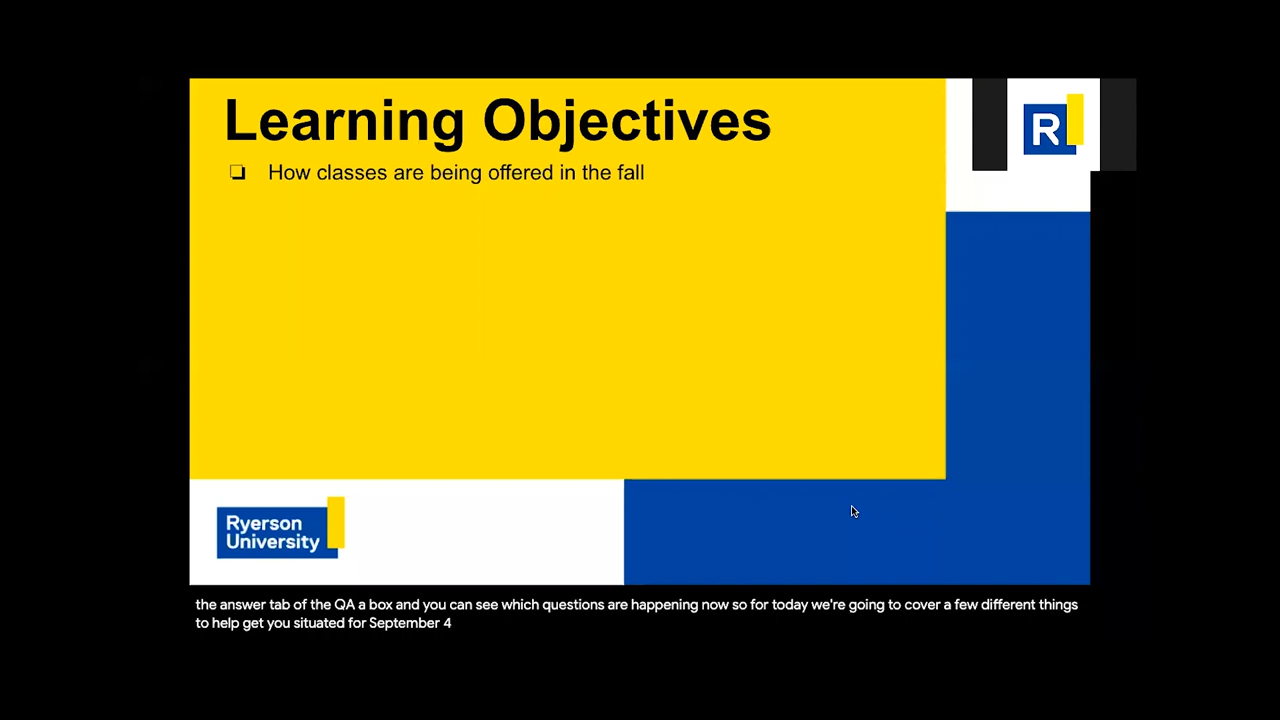 Learning Objectives
❏ How classes are being offered in the fall
R
Ryerson
University
the answer tab of the QA a box and you can see which questions are happening now so for today we're going to cover a few different things
to help get you situated for September 4